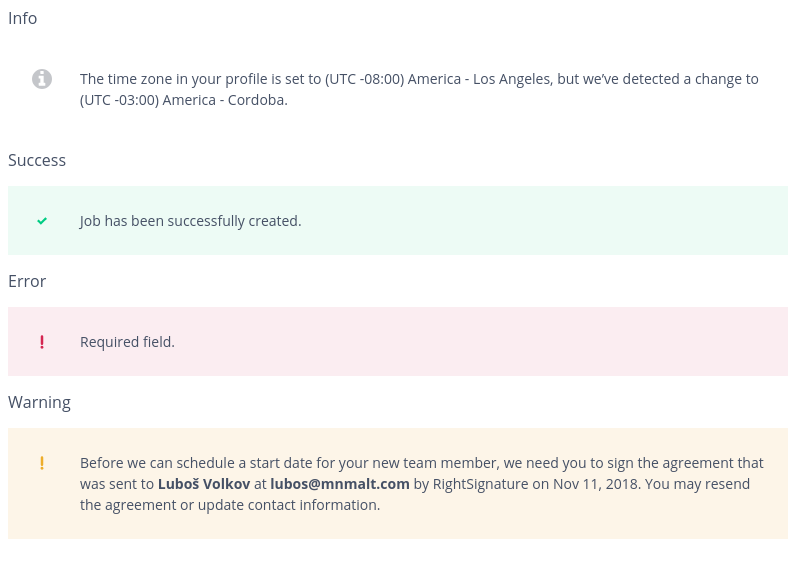 Info
The time zone in your profile is set to (UTC -08:00) America - Los Angeles, but we’ve detected a change to
(UTC -03:00) America - Cordoba.
Success
Job has been successfully created.
Error
Required field.
Warning
Before we can schedule a start date for your new team member, we need you to sign the agreement that
was sent to Luboš Volkov at lubos@mnmalt.com by RightSignature on Nov 11, 2018. You may resend
the agreement or update contact information.